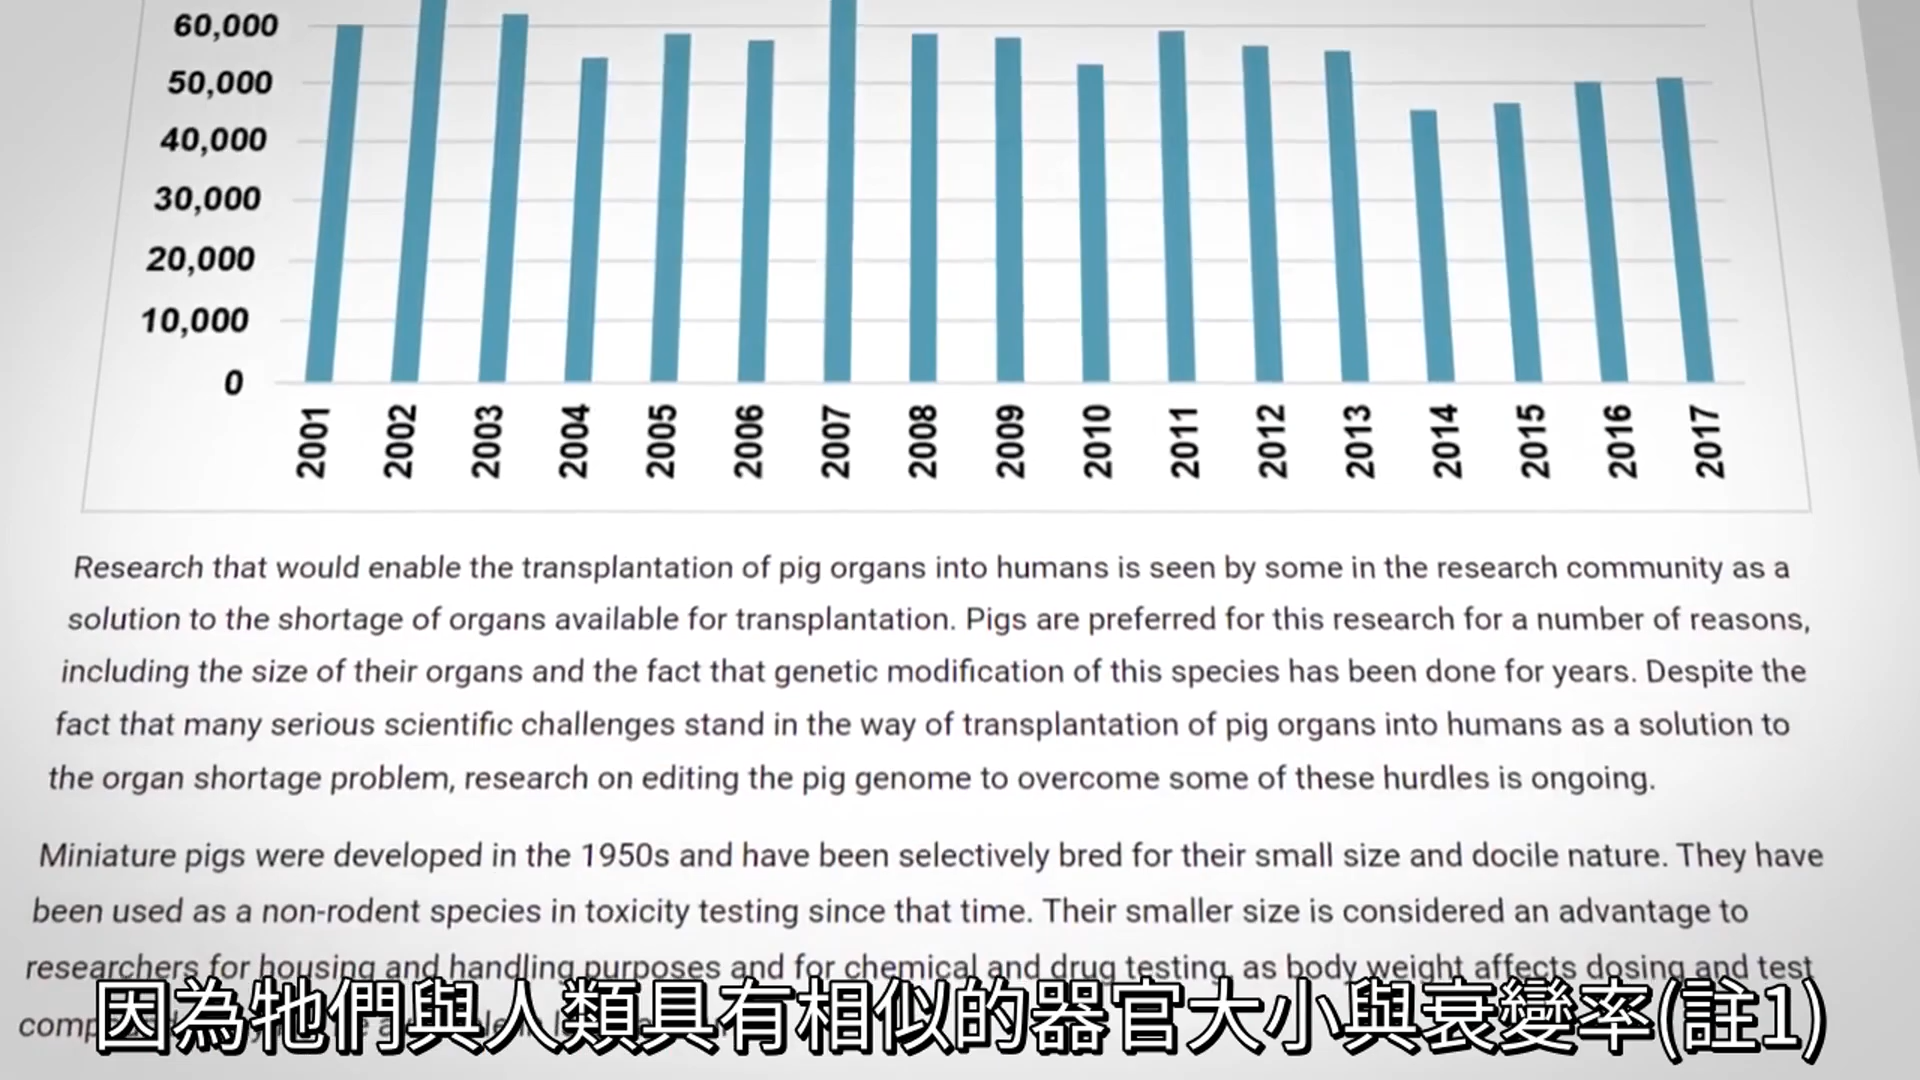 60,000
50,000
40,000
30,000
20,000
10,000
0
2001 2002 2003 2004 2005 2006 2007 2008 2009 2010 2011 2012 2013 2014 2015 2016 2017
Research that would enable the transplantation of pig organs into humans is seen by some in the research community as a
solution to the shortage of organs available for transplantation. Pigs are preferred for this research for a number of reasons,
including the size of their organs and the fact that genetic modification of this species has been done for years. Despite the
fact that many serious scientific challenges stand in the way of transplantation of pig organs into humans as a solution to
the organ shortage problem, research on editing the pig genome to overcome some of these hurdles is ongoing.
Miniature pigs were developed in the 1950s and have been selectively bred for their small size and docile nature. They have
been used as a non-rodent species in toxicity testing since that time. Their smaller size is considered an advantage to
researchers for housing and handling purposes and for chemical and drug testing, as body weight affects dosing and test
因為牠們與人類具有相似的器官大小與衰變率(註1)